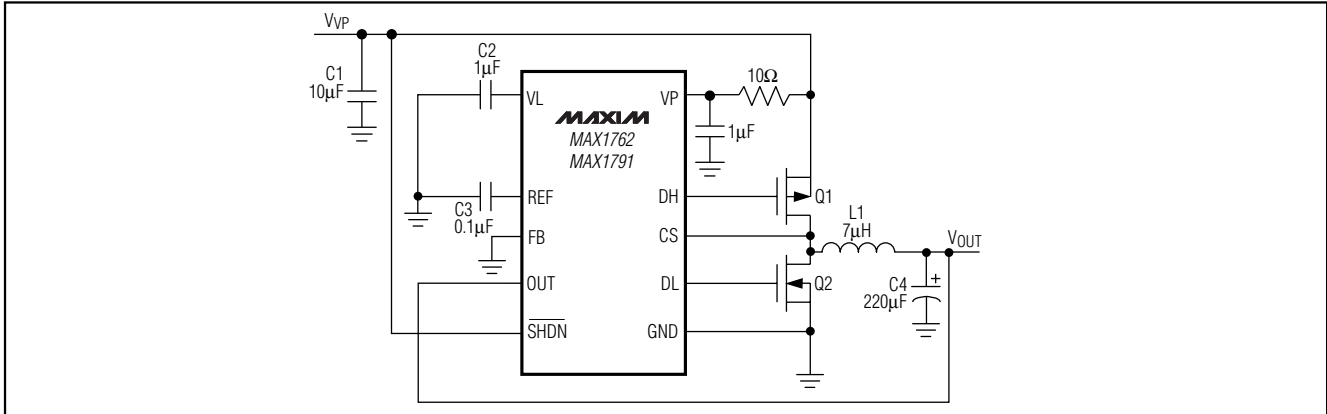 VVP
C1
10µF
C2
1µF
C3
0.1µF
VL
REF
FB
OUT
SHDN
MAXIM
MAX1762
MAX1791
VP
DH
CS
DL
GND
10Ω
1µF
Q1
Q2
L1
7µH
VOUT
C4
+
220µF